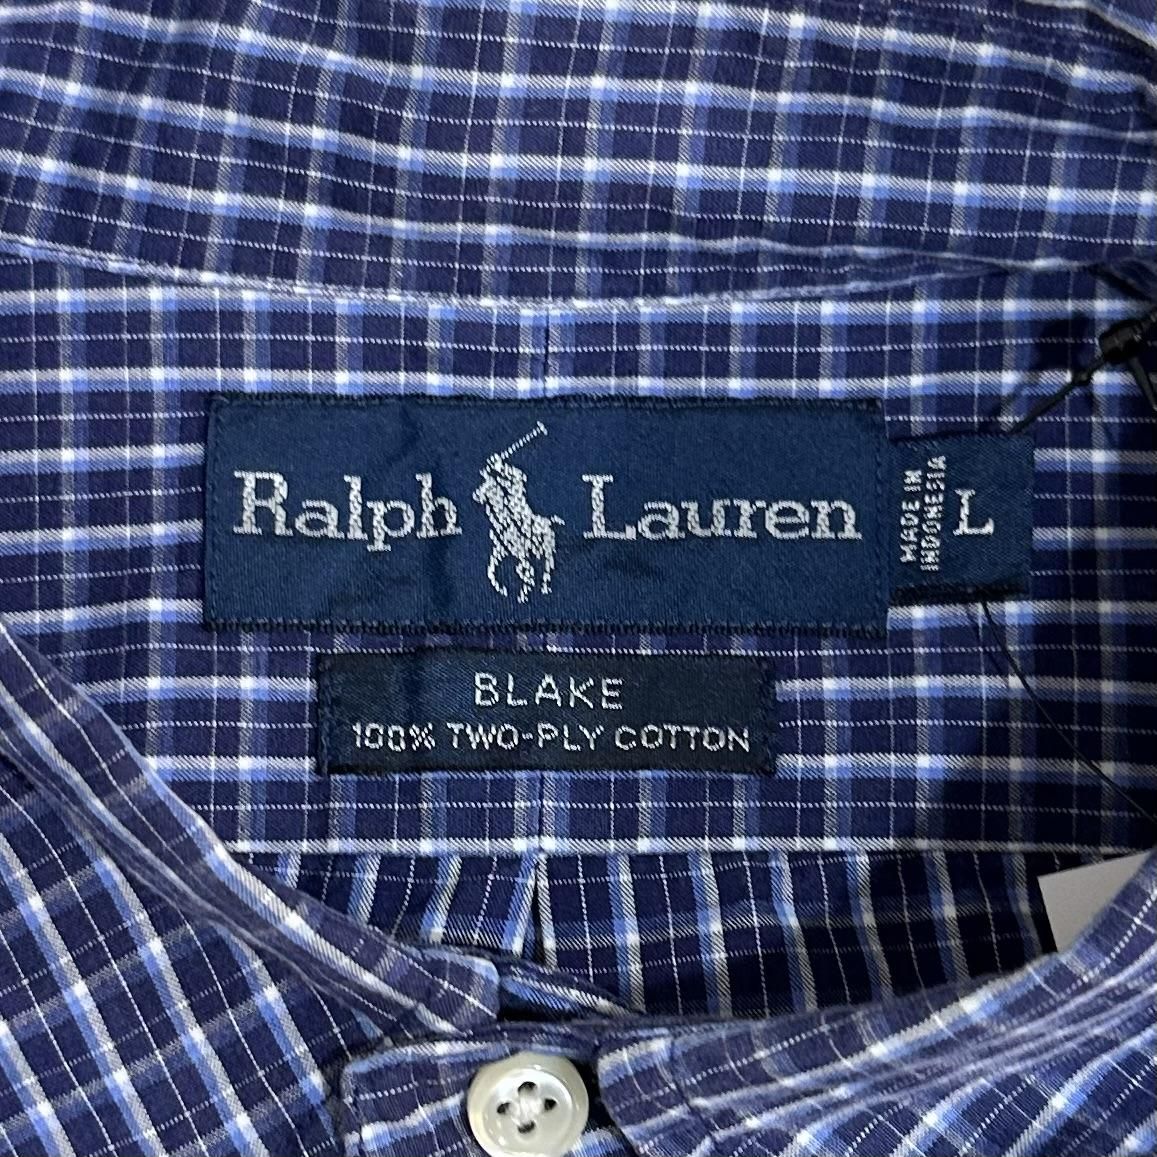 Ralph Lauren
MADE IN
INDONESIA
L
BLAKE
100% TWO-PLY COTTON